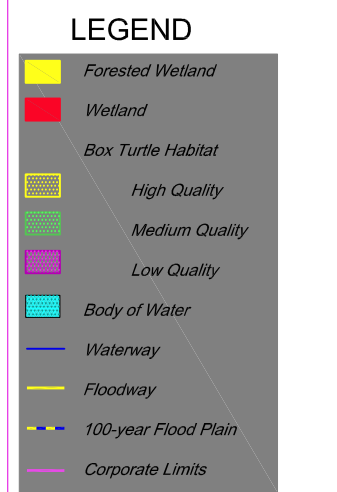 LEGEND
Forested Wetland
Wetland
Box Turtle Habitat
High Quality
Medium Quality
Low Quality
Body of Water
Waterway
Floodway
100-year Flood Plain
Corporate Limits